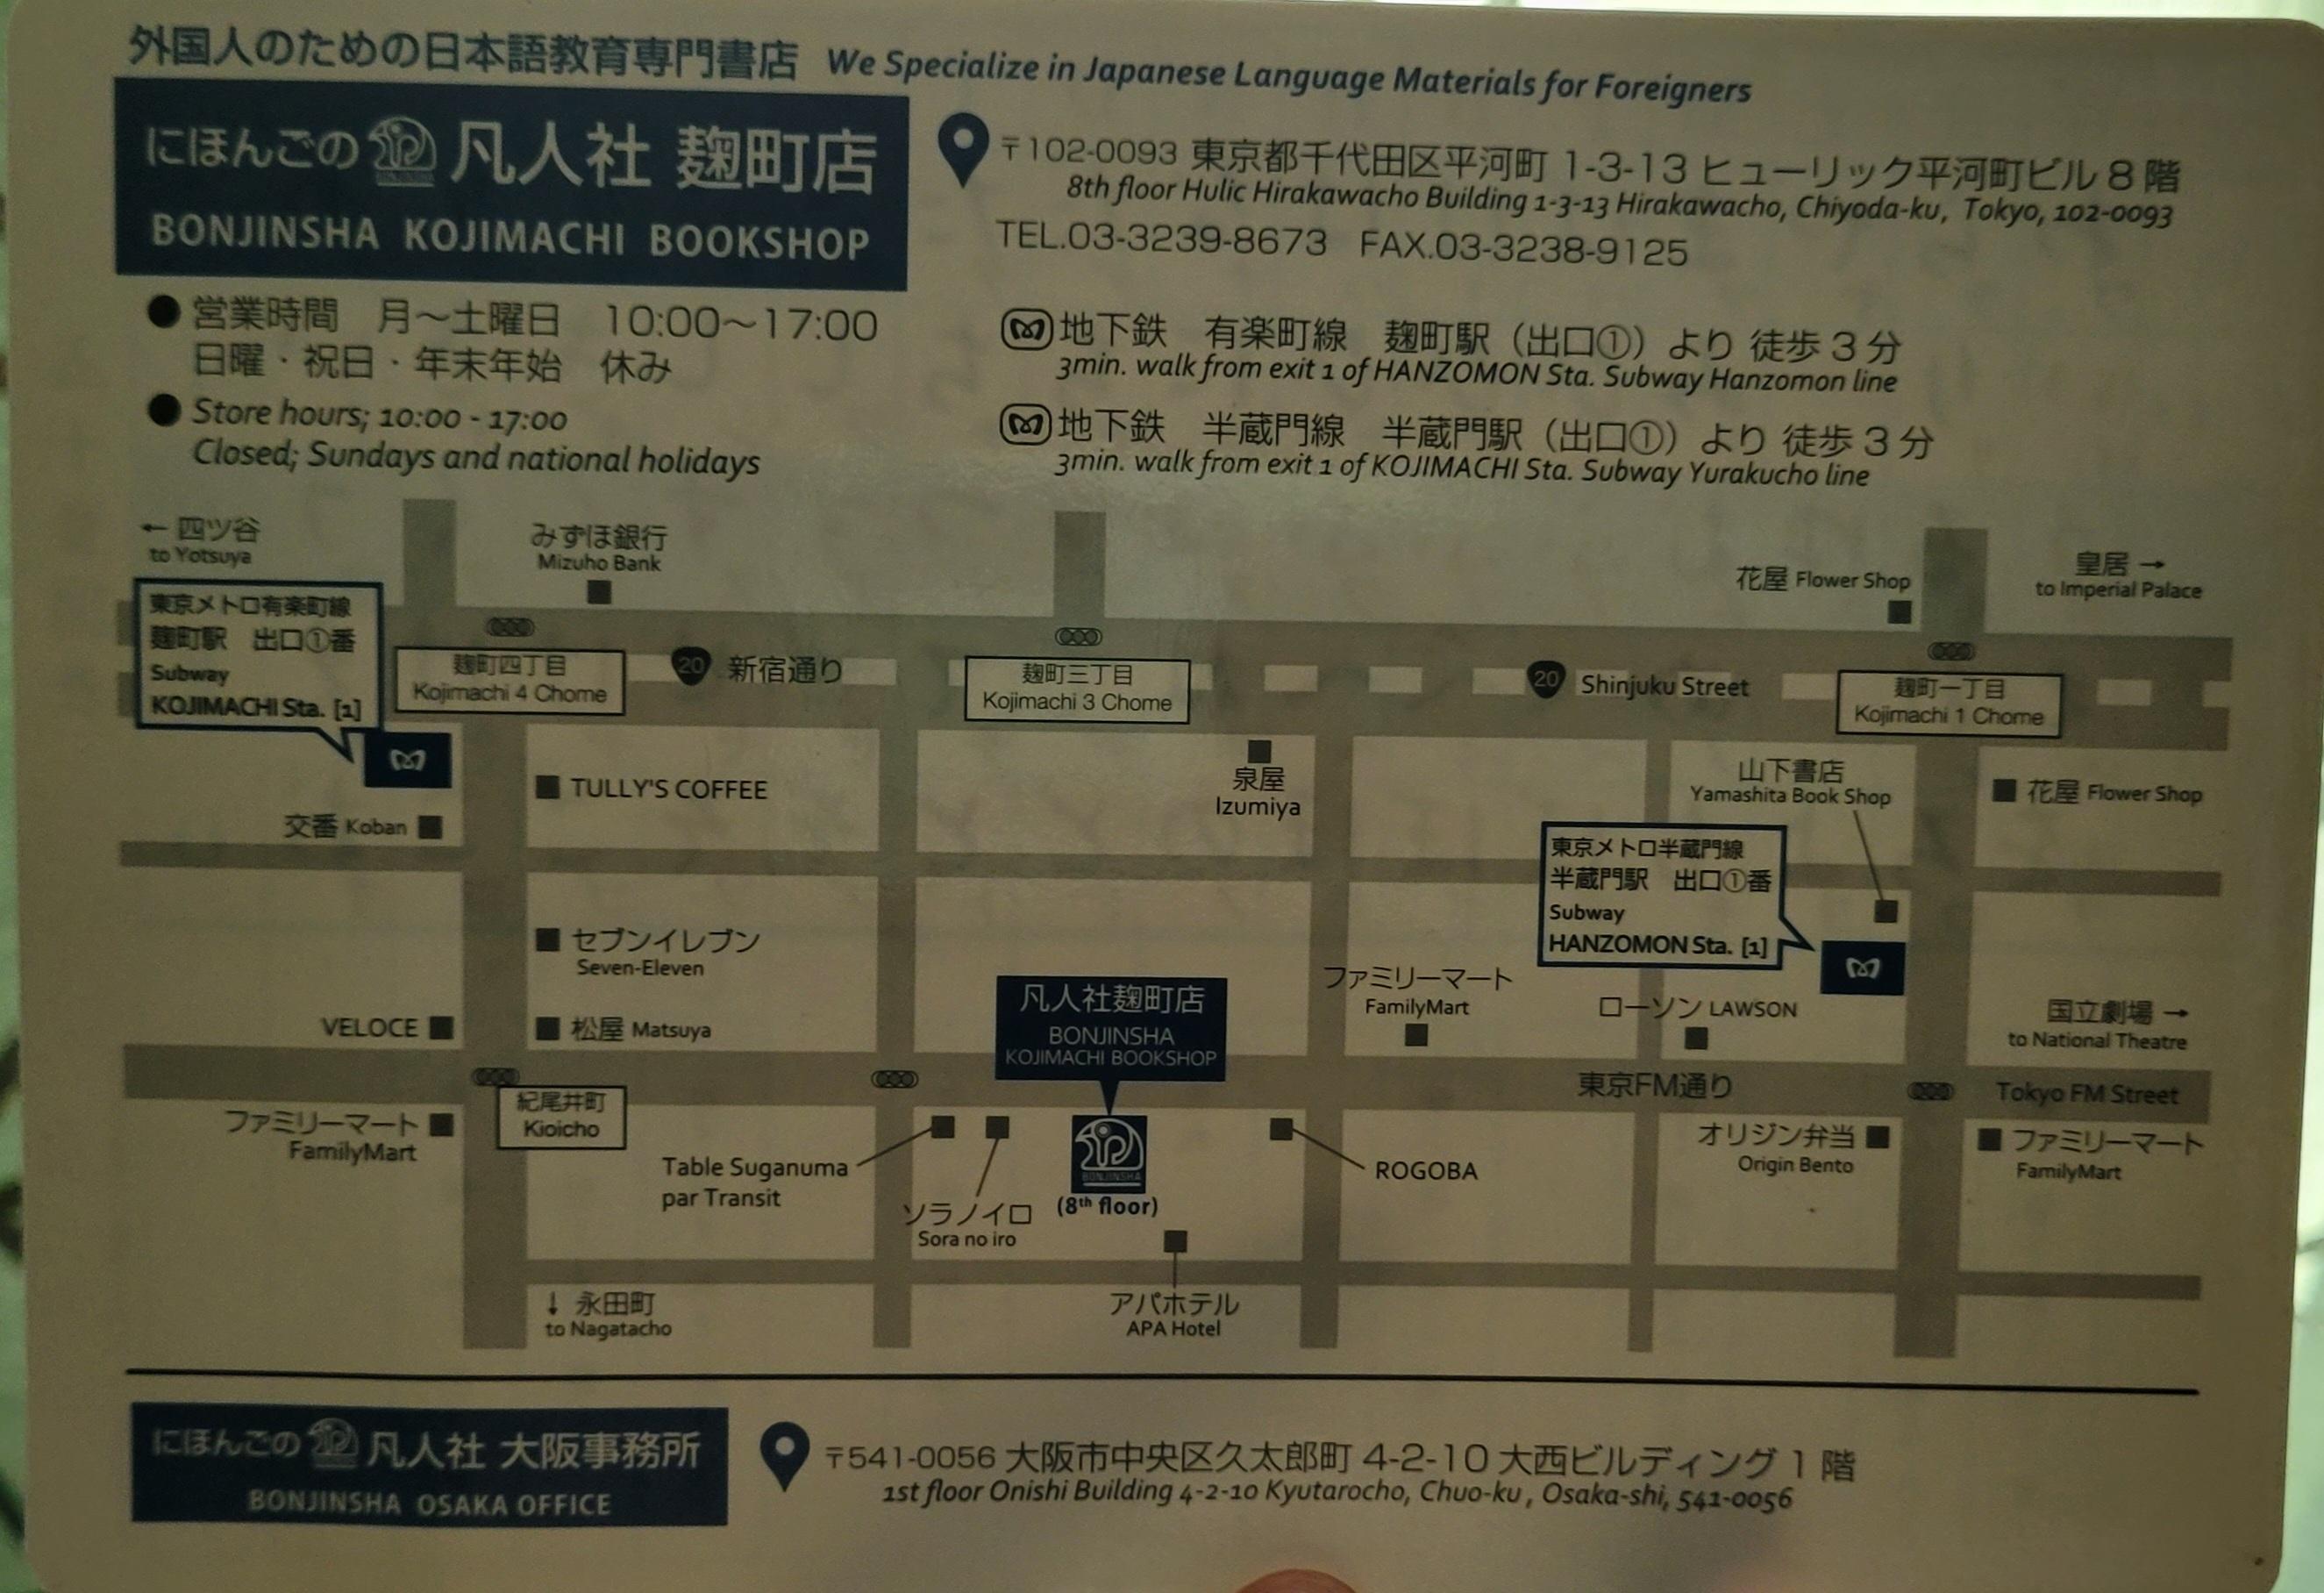 外国人のための日本語教育専門書店 We Specialize in Japanese Language Materials for Foreigners
にほんごの 凡人社 麹町店
BONJINSHA KOJIMACHI BOOKSHOP
〒102-0093 東京都千代田区平河町 1-3-13 ヒューリック平河町ビル 8 階
8th floor Hulic Hirakawacho Building 1-3-13 Hirakawacho, Chiyoda-ku, Tokyo, 102-0093
TEL.03-3239-8673 FAX.03-3238-9125
●営業時間 月～土曜日 10:00～17:00
日曜・祝日・年末年始 休み
●Store hours; 10:00 - 17:00
Closed; Sundays and national holidays
地下鉄 有楽町線 麹町駅（出口①）より 徒歩 3 分
3min. walk from exit 1 of HANZOMON Sta. Subway Hanzomon line
地下鉄 半蔵門線 半蔵門駅（出口①）より 徒歩 3 分
3min. walk from exit 1 of KOJIMACHI Sta. Subway Yurakucho line
← 四ツ谷
to Yotsuya
みずほ銀行
Mizuho Bank
花屋 Flower Shop
皇居 →
to Imperial Palace
東京メトロ有楽町線
麹町駅 出口①番
Subway
KOJIMACHI Sta. [1]
麹町四丁目
Kojimachi 4 Chome
20 新宿通り
麹町三丁目
Kojimachi 3 Chome
20 Shinjuku Street
麹町一丁目
Kojimachi 1 Chome
交番 Koban
TULLY'S COFFEE
泉屋
Izumiya
山下書店
Yamashita Book Shop
花屋 Flower Shop
東京メトロ半蔵門線
半蔵門駅 出口①番
Subway
HANZOMON Sta. [1]
セブンイレブン
Seven-Eleven
VELOCE
松屋 Matsuya
凡人社麹町店
BONJINSHA
KOJIMACHI BOOKSHOP
ファミリーマート
FamilyMart
ローソン LAWSON
国立劇場 →
to National Theatre
東京FM通り
Tokyo FM Street
ファミリーマート
FamilyMart
紀尾井町
Kioicho
Table Suganuma
par Transit
ソラノイロ
Sora no iro
BONJINSHA
(8th floor)
ROGOBA
オリジン弁当
Origin Bento
ファミリーマート
FamilyMart
↓ 永田町
to Nagatacho
アパホテル
APA Hotel
にほんごの 凡人社 大阪事務所
BONJINSHA OSAKA OFFICE
〒541-0056 大阪市中央区久太郎町 4-2-10 大西ビルディング 1 階
1st floor Onishi Building 4-2-10 Kyutarocho, Chuo-ku, Osaka-shi, 541-0056